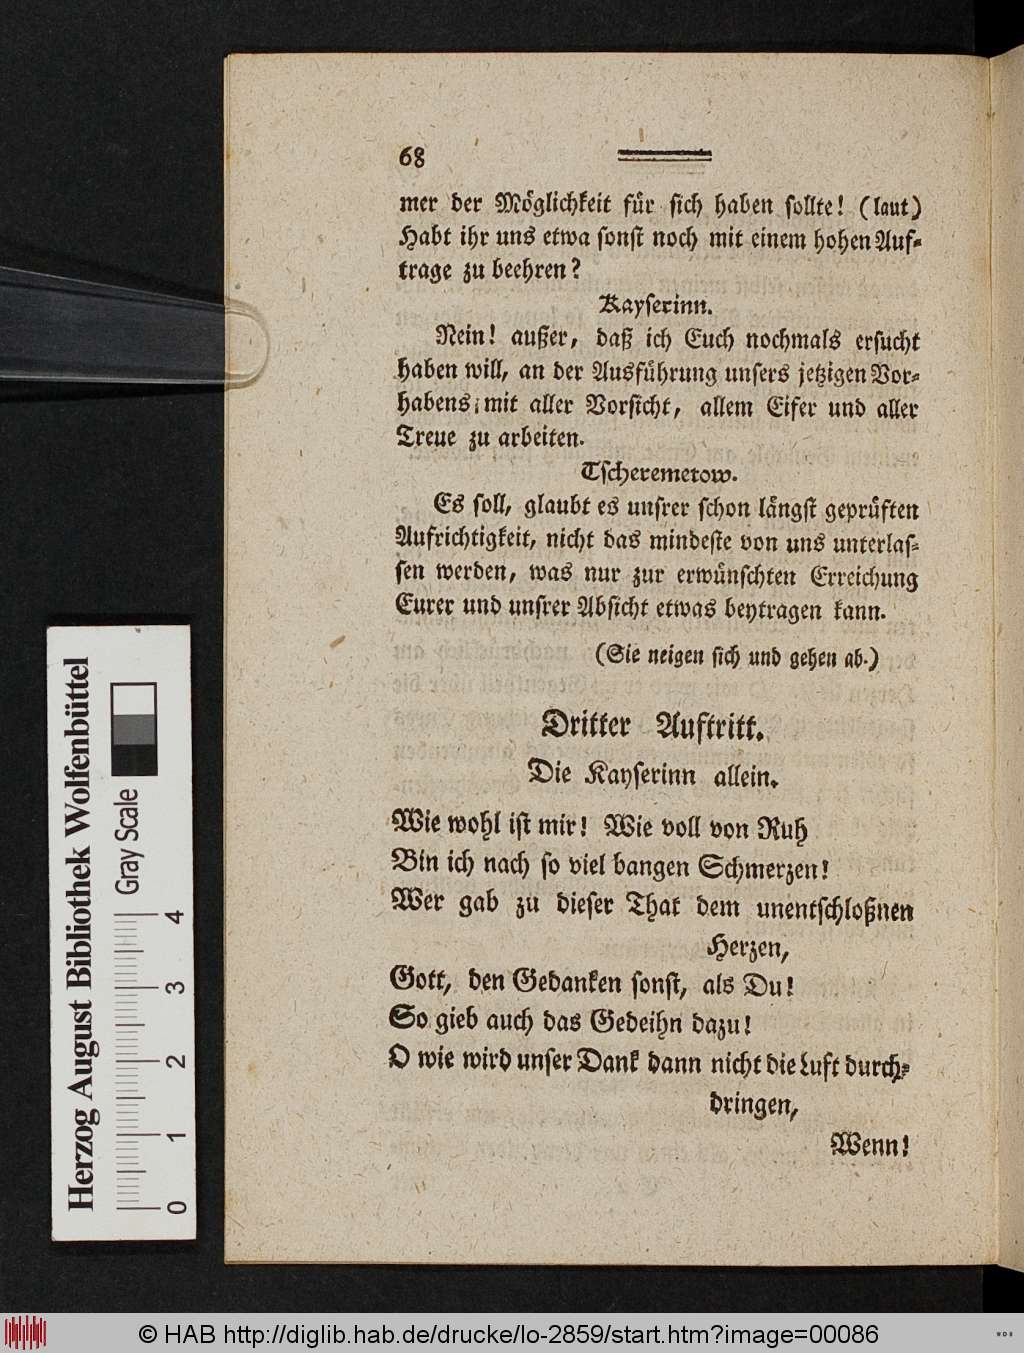 68
mer der Möglichkeit für sich haben sollte! (laut)
Habt ihr uns etwa sonst noch mit einem hohen Auf-
trage zu beehren?
Kayserinn.
Nein! außer, daß ich Euch nochmals ersucht
haben will, an der Ausführung unsers jetzigen Vor-
habens, mit aller Vorsicht, allem Eifer und aller
Treue zu arbeiten.
Tscheremetow.
Es soll, glaubt es unsrer schon längst geprüften
Aufrichtigkeit, nicht das mindeste von uns unterlas-
sen werden, was nur zur erwünschten Erreichung
Eurer und unsrer Absicht etwas beytragen kann.
(Sie neigen sich und gehen ab.)
Dritter Auftritt.
Die Kayserinn allein.
Wie wohl ist mir! Wie voll von Ruh
Bin ich nach so viel bangen Schmerzen!
Wer gab zu dieser That dem unentschloßnen
Herzen,
Gott, den Gedanken sonst, als Du!
So gieb auch das Gedeihn dazu!
O wie wird unser Dank dann nicht die Luft durch-
dringen,
Wenn!
Herzog August Bibliothek Wolfenbüttel
Gray Scale
0 1 2 3 4
© HAB http://diglib.hab.de/drucke/lo-2859/start.htm?image=00086